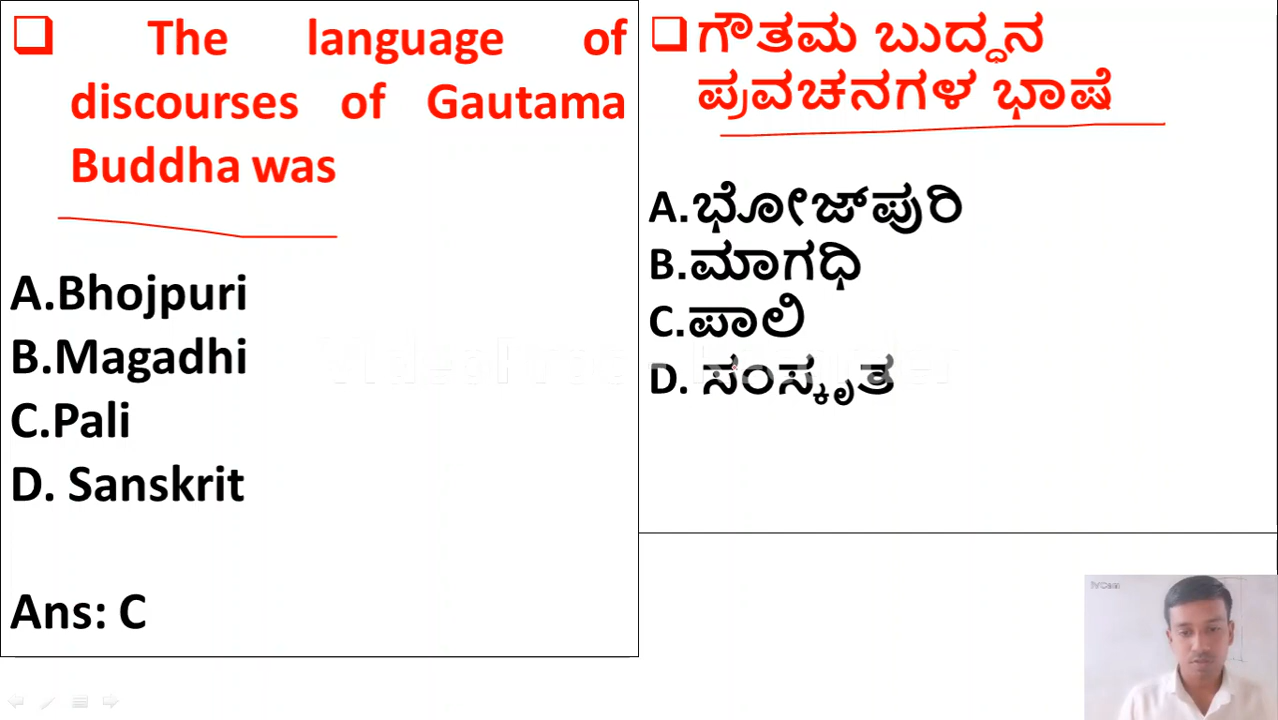 The language of
discourses of Gautama
Buddha was
A.Bhojpuri
B.Magadhi
C.Pali
D. Sanskrit
Ans: C
ಗೌತಮ ಬುದ್ಧನ
ಪ್ರವಚನಗಳ ಭಾಷೆ
A.ಭೋಜ್‌ಪುರಿ
B.ಮಾಗಧಿ
C.ಪಾಲಿ
D. ಸಂಸ್ಕೃತ